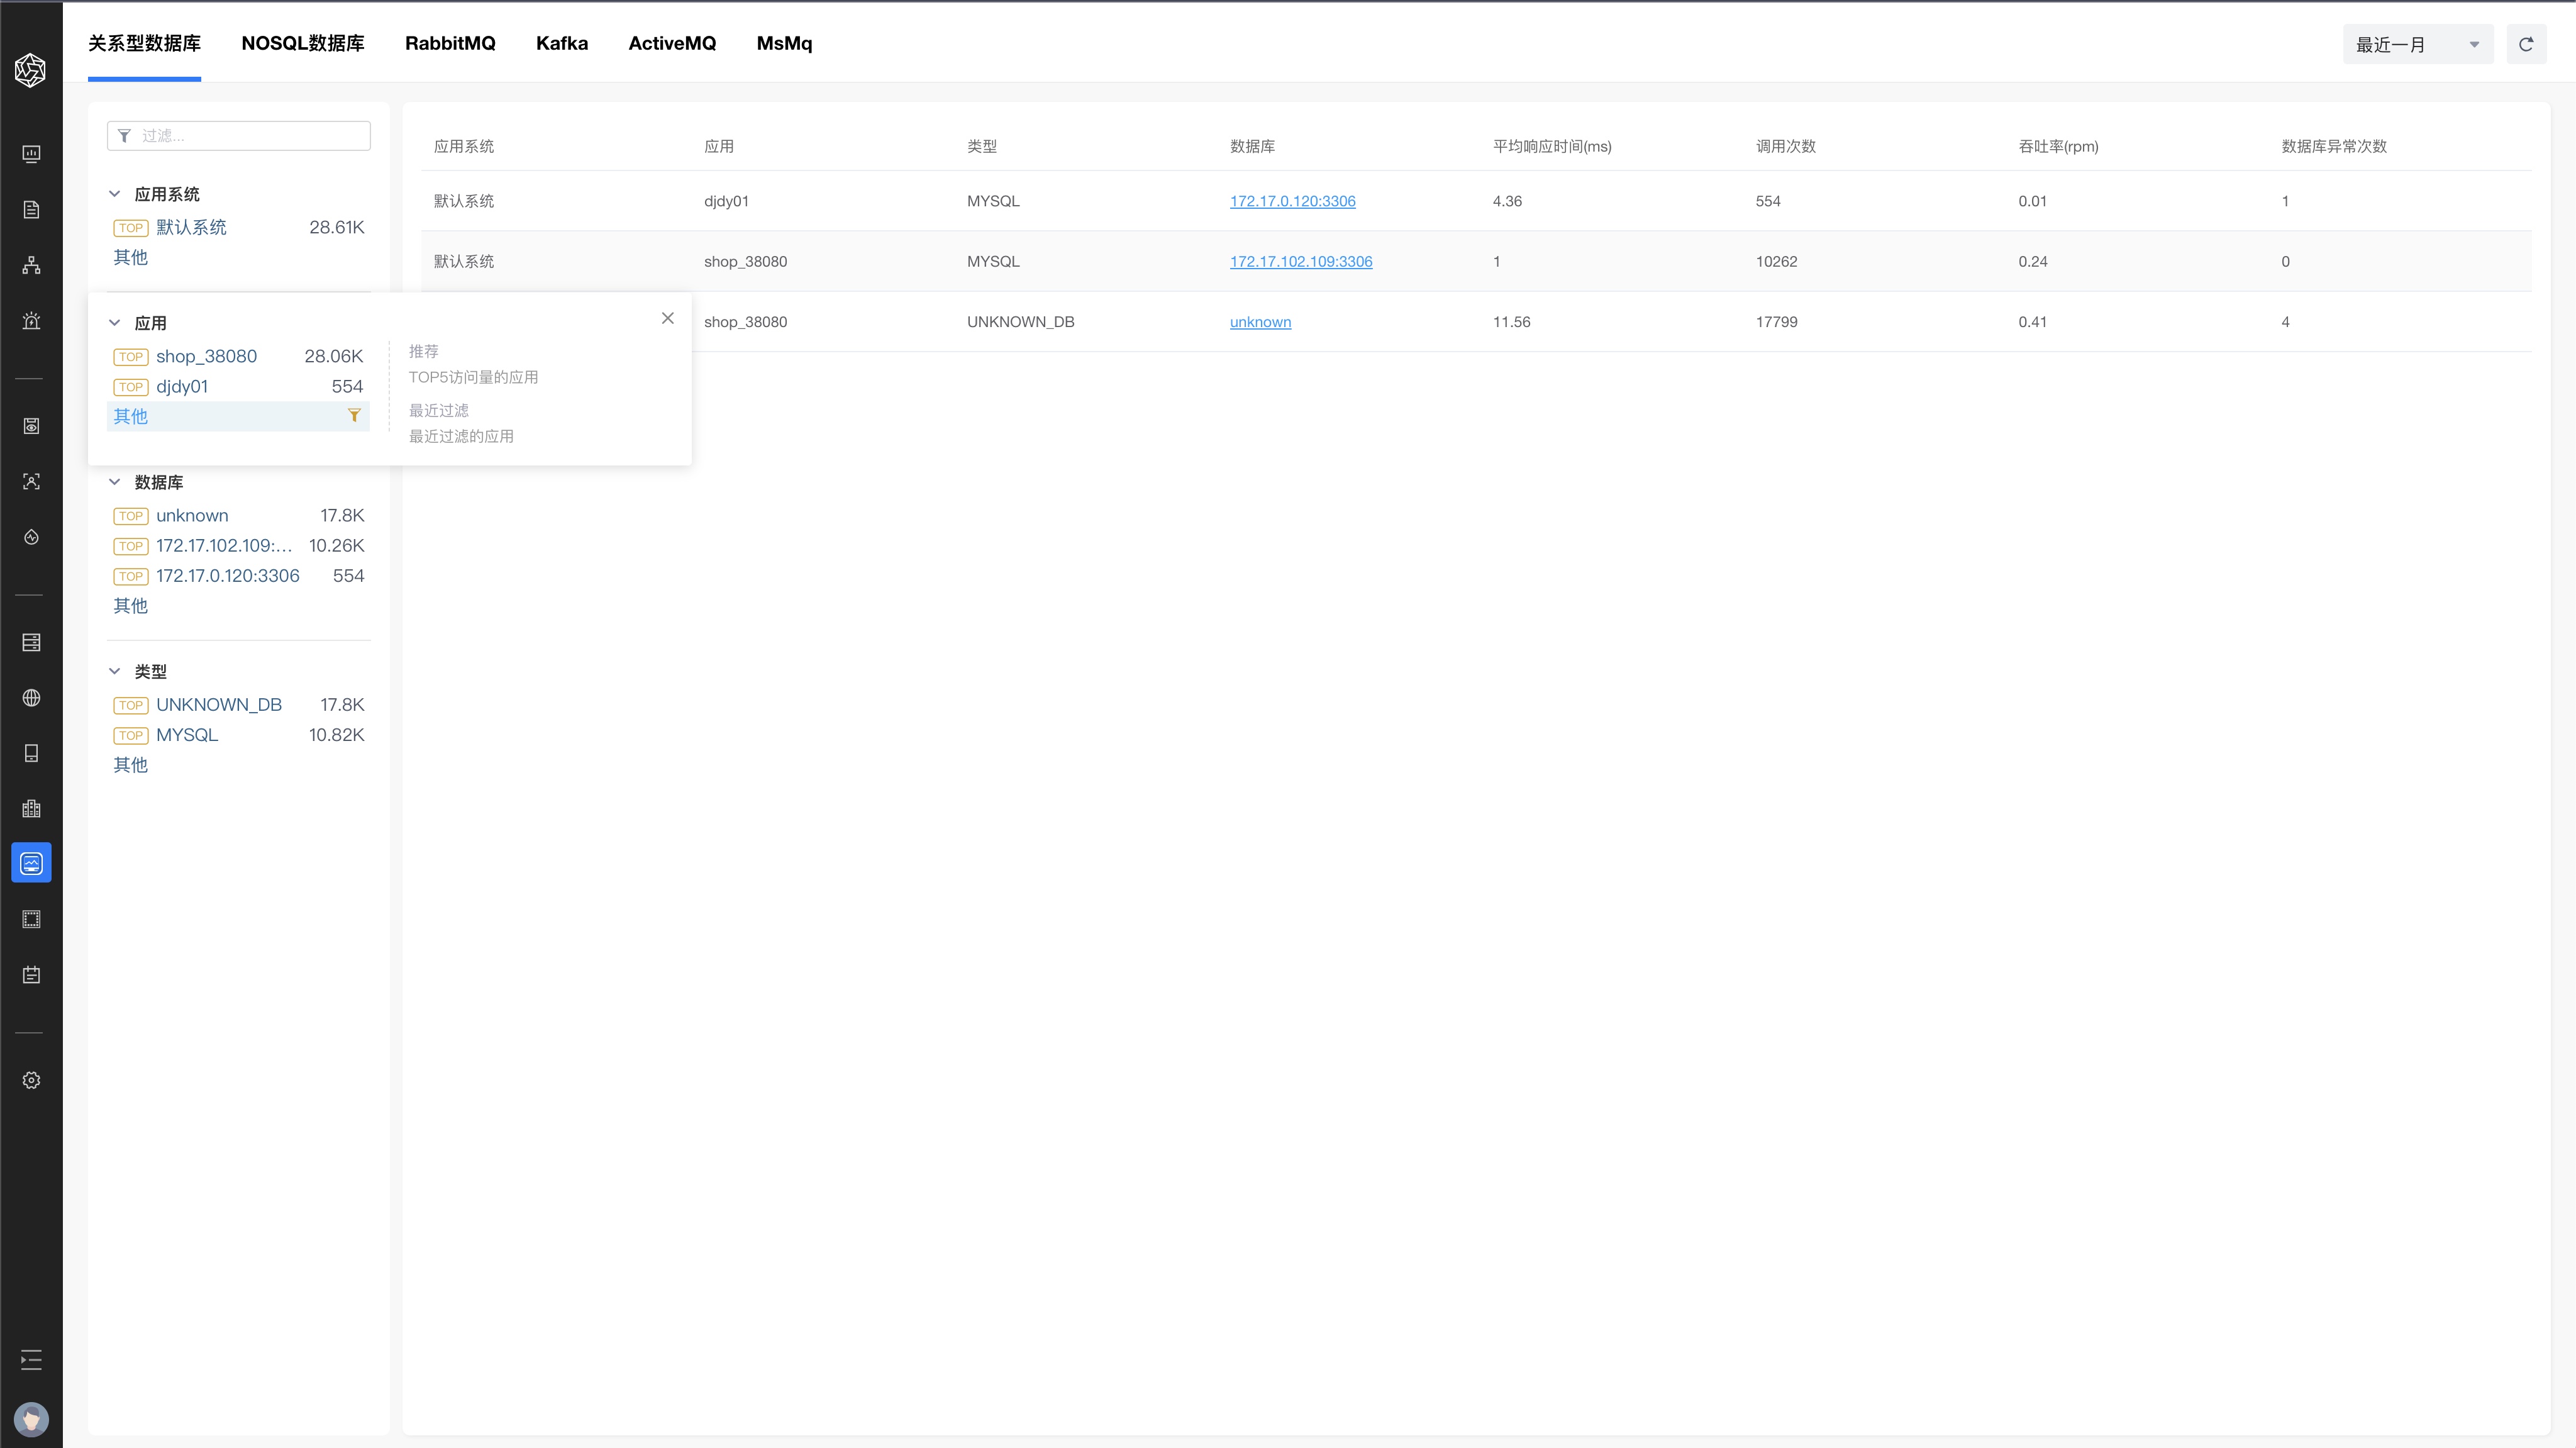 关系型数据库 NOSQL数据库 RabbitMQ Kafka ActiveMQ MsMq
最近一月
过滤...
应用系统
TOP 默认系统 28.61K
其他
应用
TOP shop_38080 28.06K
TOP djdy01 554
其他
推荐
TOP5访问量的应用
最近过滤
最近过滤的应用
数据库
TOP unknown 17.8K
TOP 172.17.102.109:... 10.26K
TOP 172.17.0.120:3306 554
其他
类型
TOP UNKNOWN_DB 17.8K
TOP MYSQL 10.82K
其他
应用系统 应用 类型 数据库 平均响应时间(ms) 调用次数 吞吐率(rpm) 数据库异常次数
默认系统 djdy01 MYSQL 172.17.0.120:3306 4.36 554 0.01 1
默认系统 shop_38080 MYSQL 172.17.102.109:3306 1 10262 0.24 0
shop_38080 UNKNOWN_DB unknown 11.56 17799 0.41 4